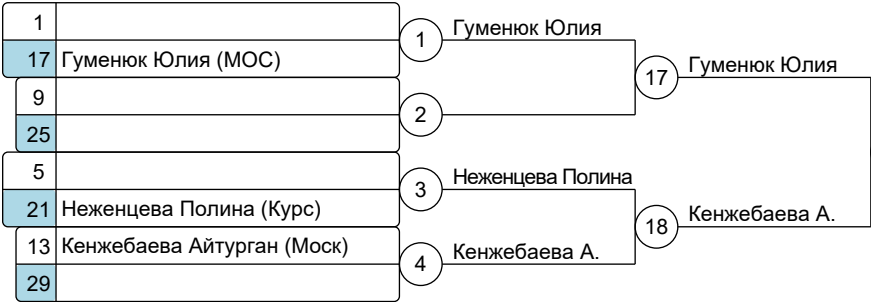 1
17 Гуменюк Юлия (МОС)
1
Гуменюк Юлия
9
25
2
17
Гуменюк Юлия
5
21 Неженцева Полина (Курс)
3
Неженцева Полина
13 Кенжебаева Айтурган (Моск)
29
4
Кенжебаева А.
18
Кенжебаева А.